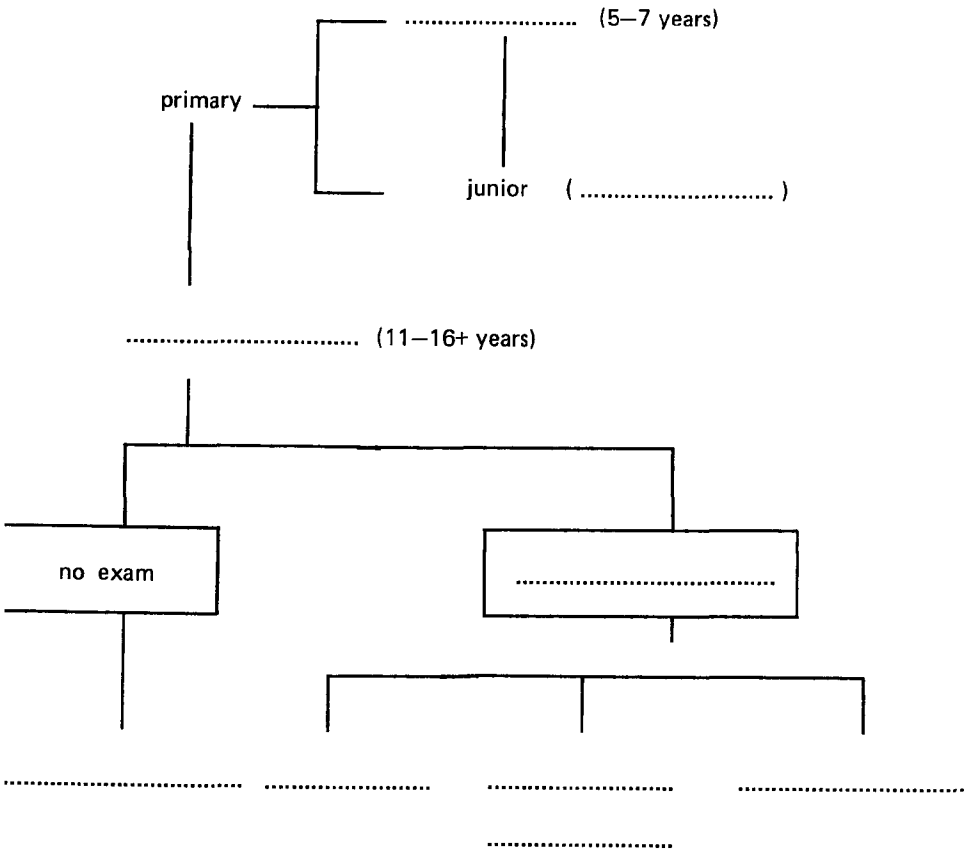 ........................ (5–7 years)
primary
junior ( ........................... )
................................. (11–16+ years)
no exam
.....................................
.................................. ....................... .......................... ................................
..........................